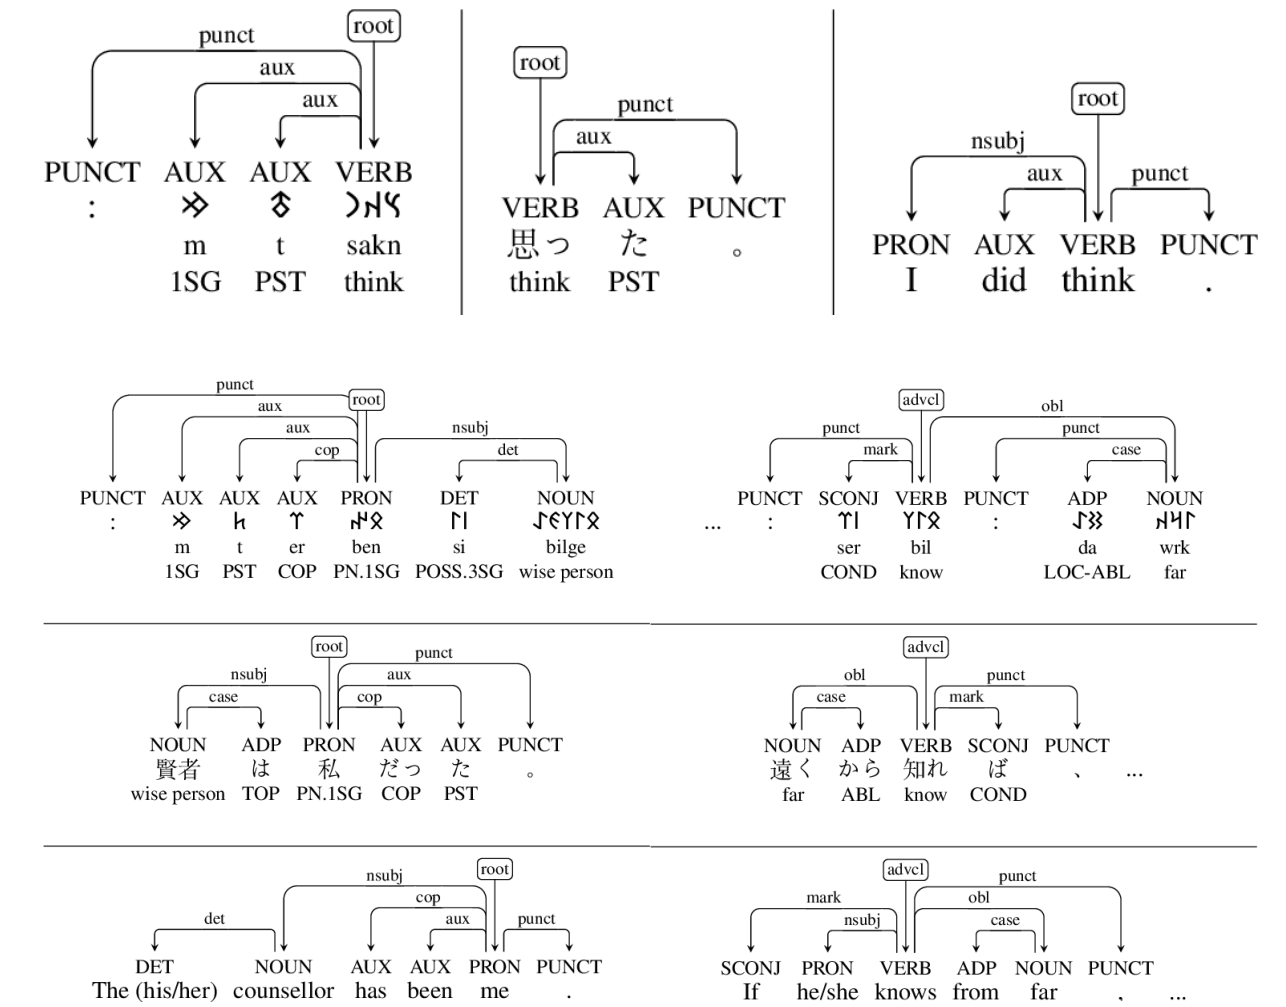 root
punct
aux
aux
PUNCT AUX AUX VERB
: 𐰢 𐱃 𐰽𐰴𐰣
m t sakn
1SG PST think
root
punct
aux
VERB AUX PUNCT
思っ た 。
think PST
root
nsubj
aux punct
PRON AUX VERB PUNCT
I did think .
punct
root
aux
aux nsubj
cop det
PUNCT AUX AUX AUX PRON DET NOUN
: 𐰢 𐱅 𐰼 𐰋𐰤 𐰾𐰃 𐰋𐰃𐰠𐰏𐰀
m t er ben si bilge
1SG PST COP PN.1SG POSS.3SG wise person
advcl obl
punct punct
mark case
PUNCT SCONJ VERB PUNCT ADP NOUN
... : 𐰾𐰼 𐰋𐰃𐰠 : 𐰑𐰀 𐰃𐰺𐰴
ser bil da wrk
COND know LOC-ABL far
root
punct
nsubj aux
case cop
NOUN ADP PRON AUX AUX PUNCT
賢者 は 私 だっ た 。
wise person TOP PN.1SG COP PST
advcl
obl punct
case mark
NOUN ADP VERB SCONJ PUNCT
遠く から 知れ ば 、 ...
far ABL know COND
root
nsubj
cop
det aux punct
DET NOUN AUX AUX PRON PUNCT
The (his/her) counsellor has been me .
advcl
punct
mark obl
nsubj case
SCONJ PRON VERB ADP NOUN PUNCT
If he/she knows from far , ...